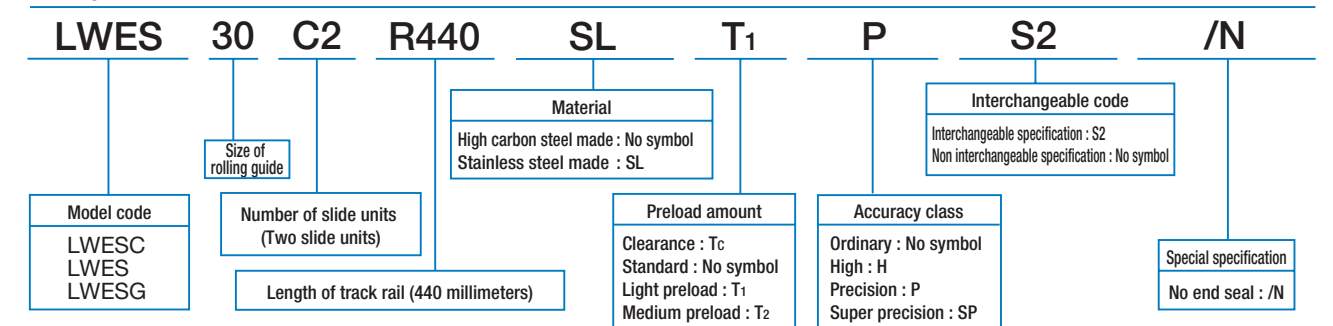 LWES 30 C2 R440 SL T1 P S2 /N
Material
High carbon steel made : No symbol
Stainless steel made : SL
Interchangeable code
Interchangeable specification : S2
Non interchangeable specification : No symbol
Size of
rolling guide
Model code
LWESC
LWES
LWESG
Number of slide units
(Two slide units)
Length of track rail (440 millimeters)
Preload amount
Clearance : Tc
Standard : No symbol
Light preload : T1
Medium preload : T2
Accuracy class
Ordinary : No symbol
High : H
Precision : P
Super precision : SP
Special specification
No end seal : /N